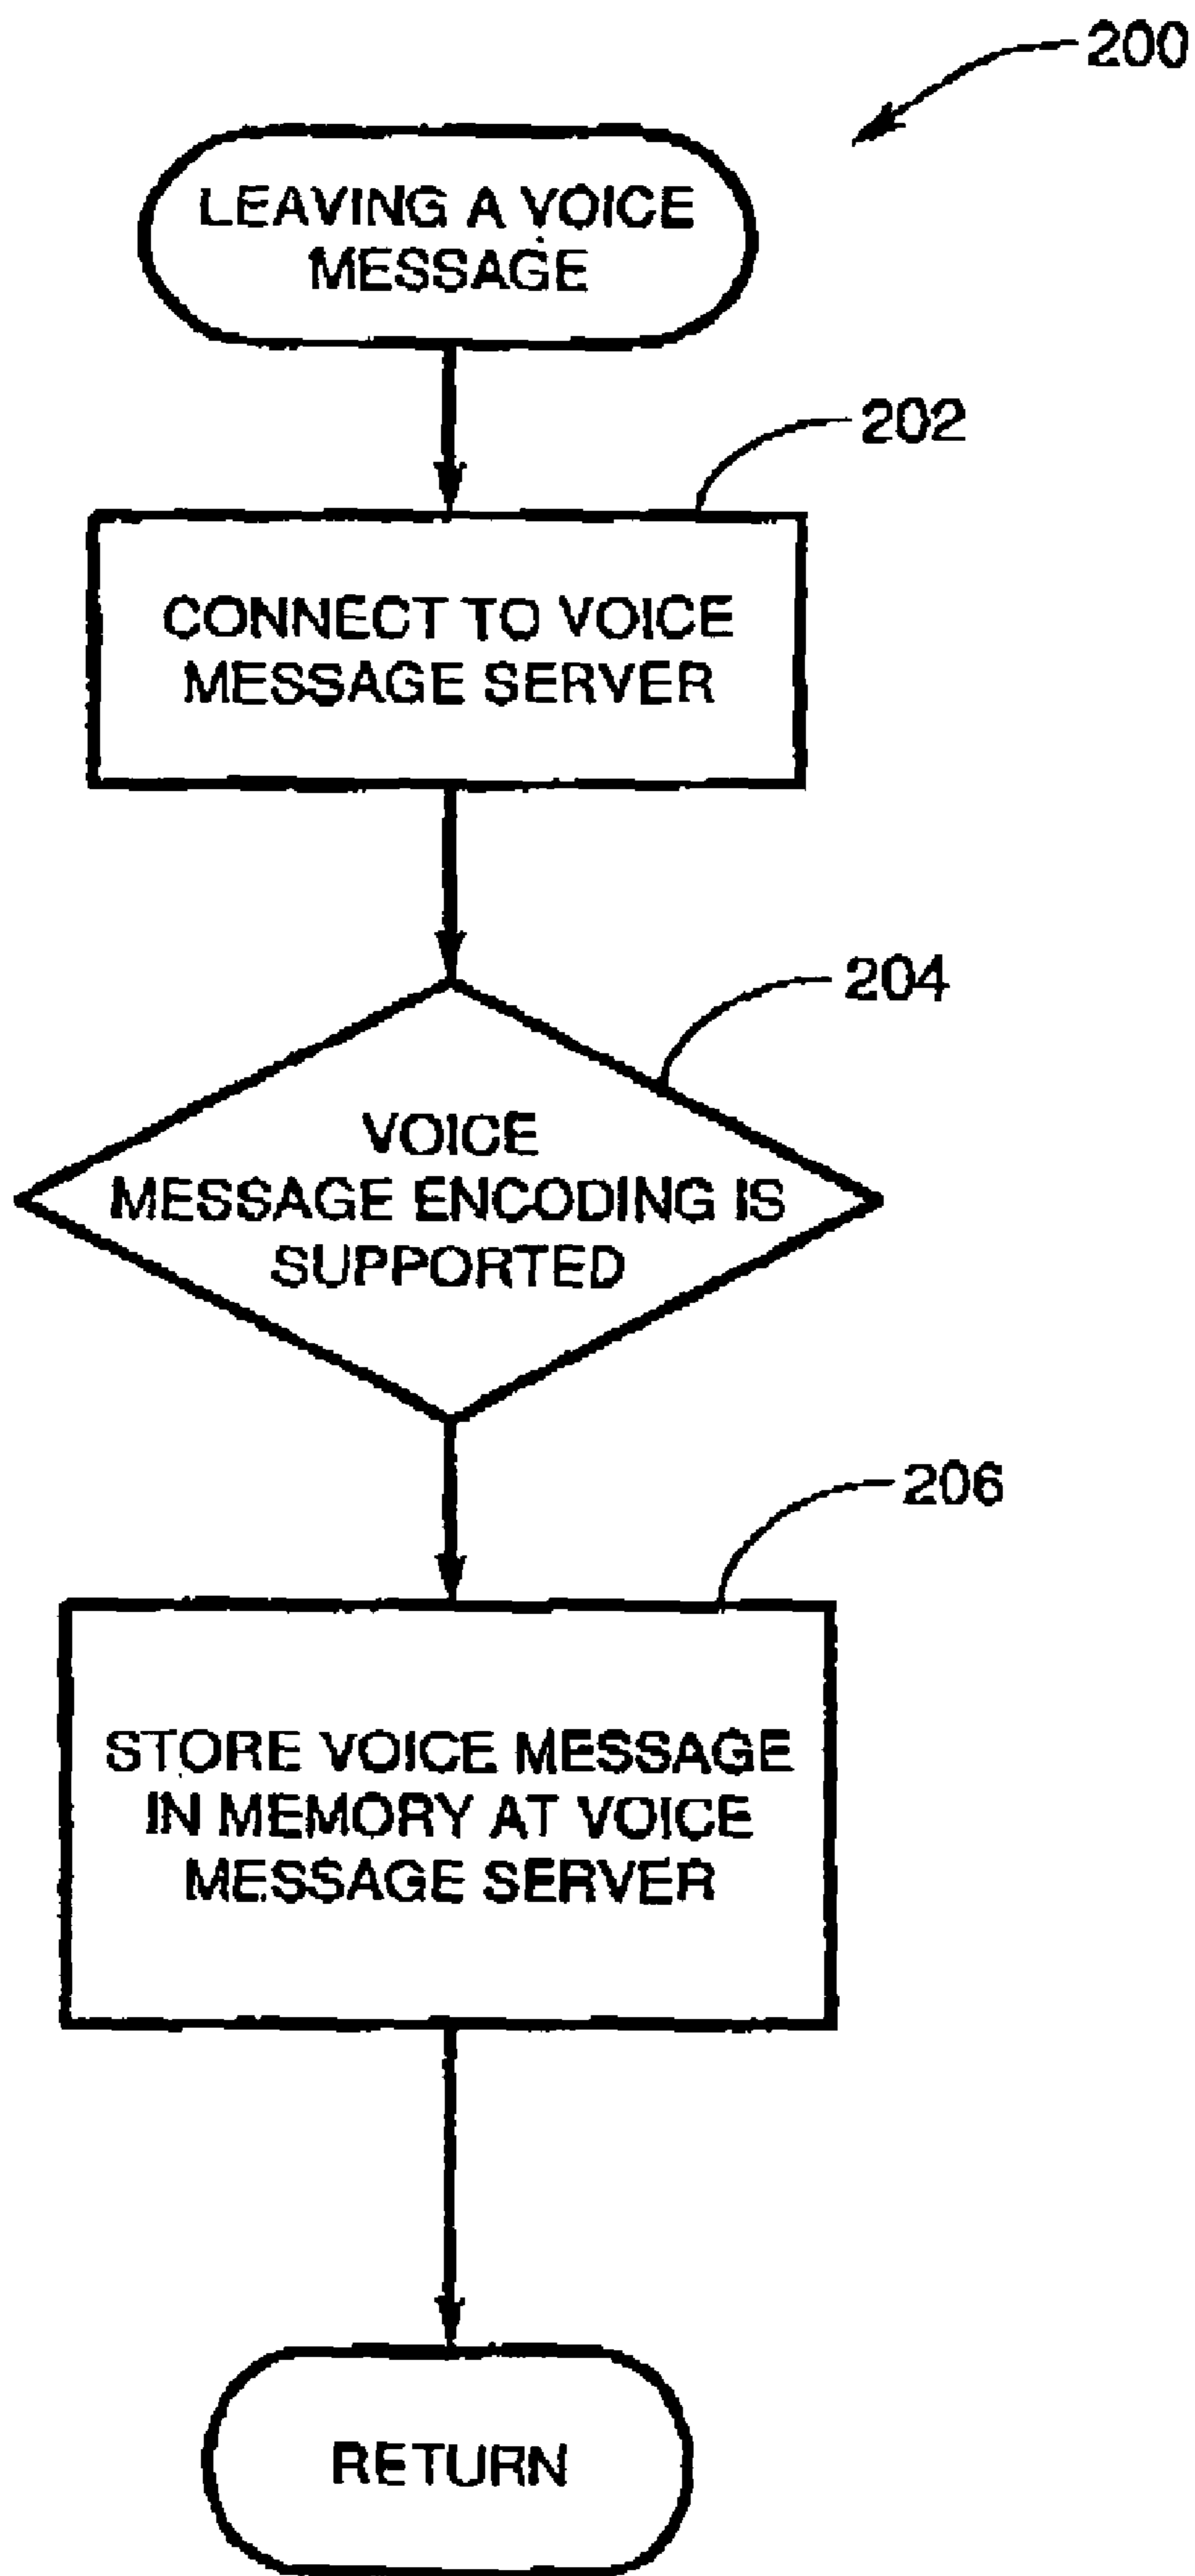 200
LEAVING A VOICE
MESSAGE
202
CONNECT TO VOICE
MESSAGE SERVER
204
VOICE
MESSAGE ENCODING IS
SUPPORTED
206
STORE VOICE MESSAGE
IN MEMORY AT VOICE
MESSAGE SERVER
RETURN